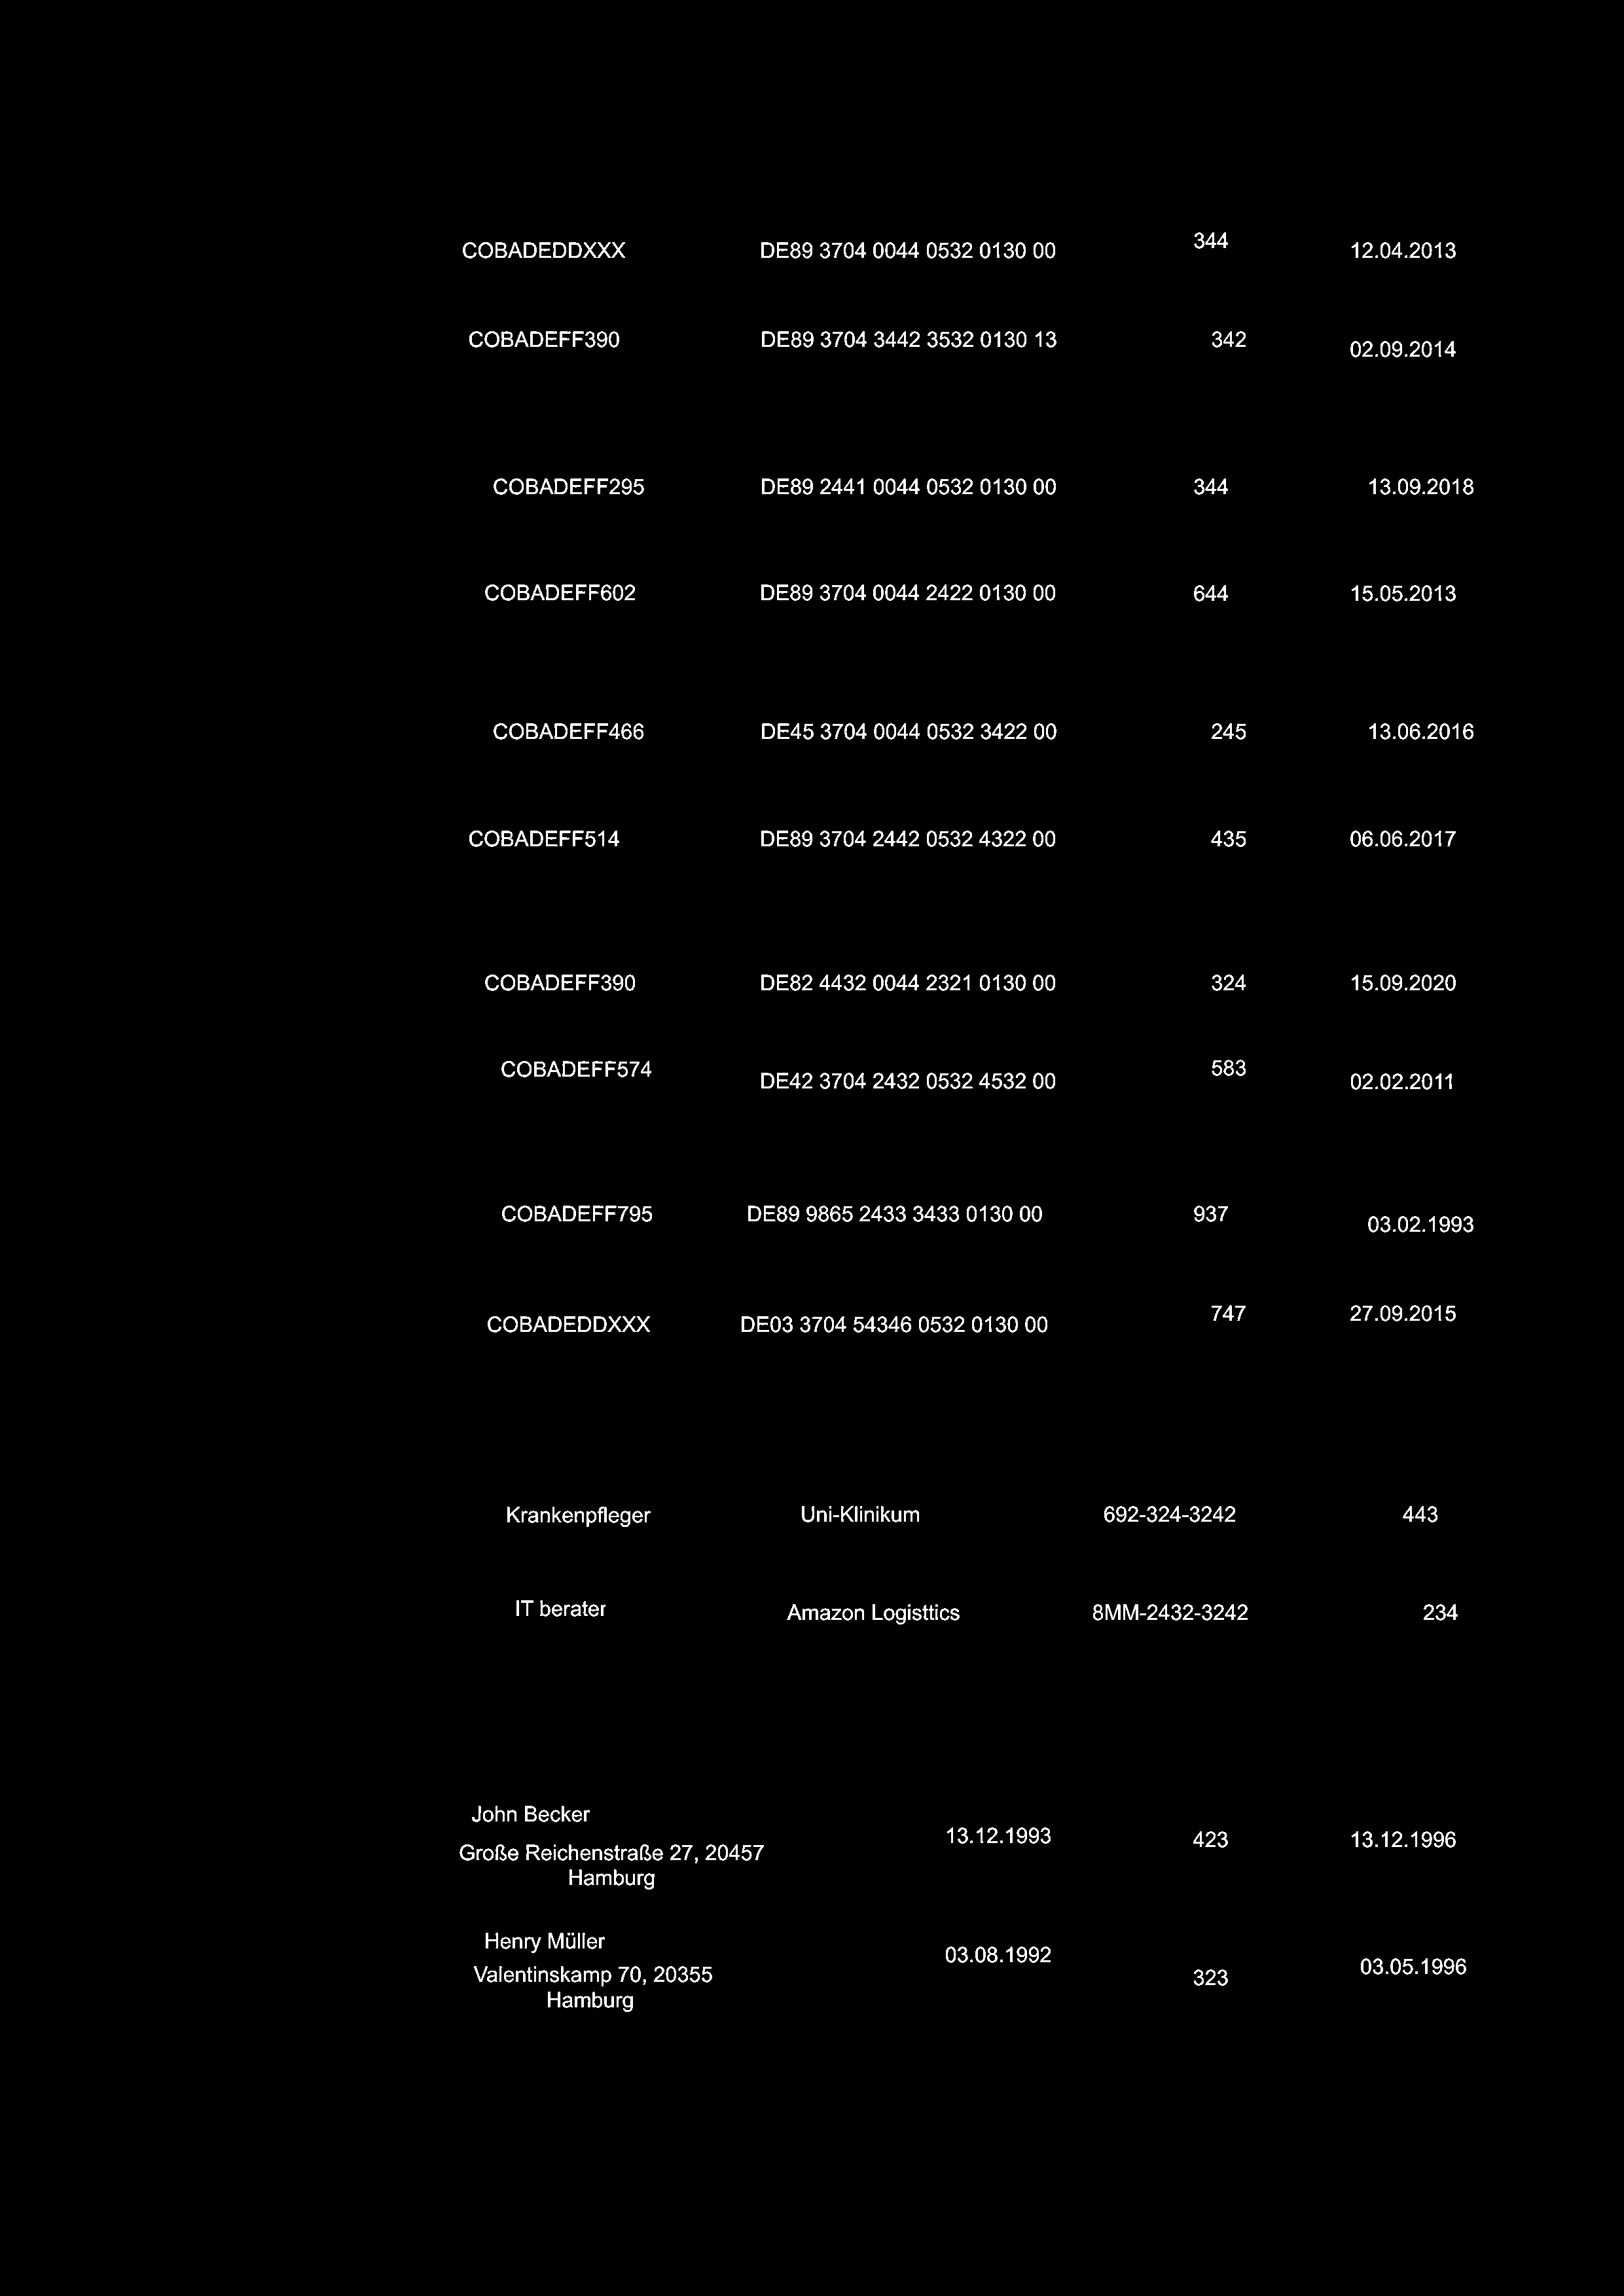 COBADEDDXXX DE89 3704 0044 0532 0130 00 344 12.04.2013
COBADEFF390 DE89 3704 3442 3532 0130 13 342 02.09.2014
COBADEFF295 DE89 2441 0044 0532 0130 00 344 13.09.2018
COBADEFF602 DE89 3704 0044 2422 0130 00 644 15.05.2013
COBADEFF466 DE45 3704 0044 0532 3422 00 245 13.06.2016
COBADEFF514 DE89 3704 2442 0532 4322 00 435 06.06.2017
COBADEFF390 DE82 4432 0044 2321 0130 00 324 15.09.2020
COBADEFF574 DE42 3704 2432 0532 4532 00 583 02.02.2011
COBADEFF795 DE89 9865 2433 3433 0130 00 937 03.02.1993
COBADEDDXXX DE03 3704 54346 0532 0130 00 747 27.09.2015
Krankenpfleger Uni-Klinikum 692-324-3242 443
IT berater Amazon Logisttics 8MM-2432-3242 234
John Becker
Große Reichenstraße 27, 20457 13.12.1993 423 13.12.1996
Hamburg
Henry Müller
Valentinskamp 70, 20355 03.08.1992 323 03.05.1996
Hamburg